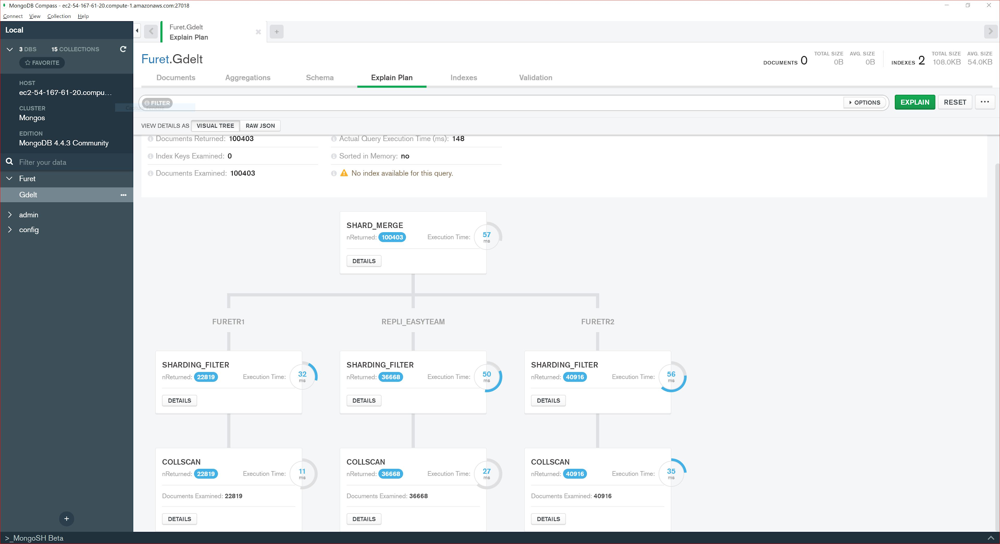 MongoDB Compass - ec2-54-167-61-20.compute-1.amazonaws.com:27018
Connect View Collection Help
Local
3 DBS 15 COLLECTIONS
FAVORITE
HOST
ec2-54-167-61-20.compu...
CLUSTER
Mongos
EDITION
MongoDB 4.4.3 Community
Filter your data
Furet
Gdelt
admin
config
Furet.Gdelt
Explain Plan
Furet.Gdelt
DOCUMENTS 0 TOTAL SIZE 0B AVG. SIZE 0B INDEXES 2 TOTAL SIZE 108.0KB AVG. SIZE 54.0KB
Documents Aggregations Schema Explain Plan Indexes Validation
FILTER OPTIONS EXPLAIN RESET
Capture Fenêtre
VIEW DETAILS AS VISUAL TREE RAW JSON
Documents Returned: 100403 Actual Query Execution Time (ms): 148
Index Keys Examined: 0 Sorted in Memory: no
Documents Examined: 100403 No index available for this query.
SHARD_MERGE
nReturned: 100403 Execution Time: 57 ms
DETAILS
FURETR1 REPLI_EASYTEAM FURETR2
SHARDING_FILTER
nReturned: 22819 Execution Time: 32 ms
DETAILS
SHARDING_FILTER
nReturned: 36668 Execution Time: 50 ms
DETAILS
SHARDING_FILTER
nReturned: 40916 Execution Time: 56 ms
DETAILS
COLLSCAN
nReturned: 22819 Execution Time: 11 ms
Documents Examined: 22819
DETAILS
COLLSCAN
nReturned: 36668 Execution Time: 27 ms
Documents Examined: 36668
DETAILS
COLLSCAN
nReturned: 40916 Execution Time: 35 ms
Documents Examined: 40916
DETAILS
>_MongoSH Beta